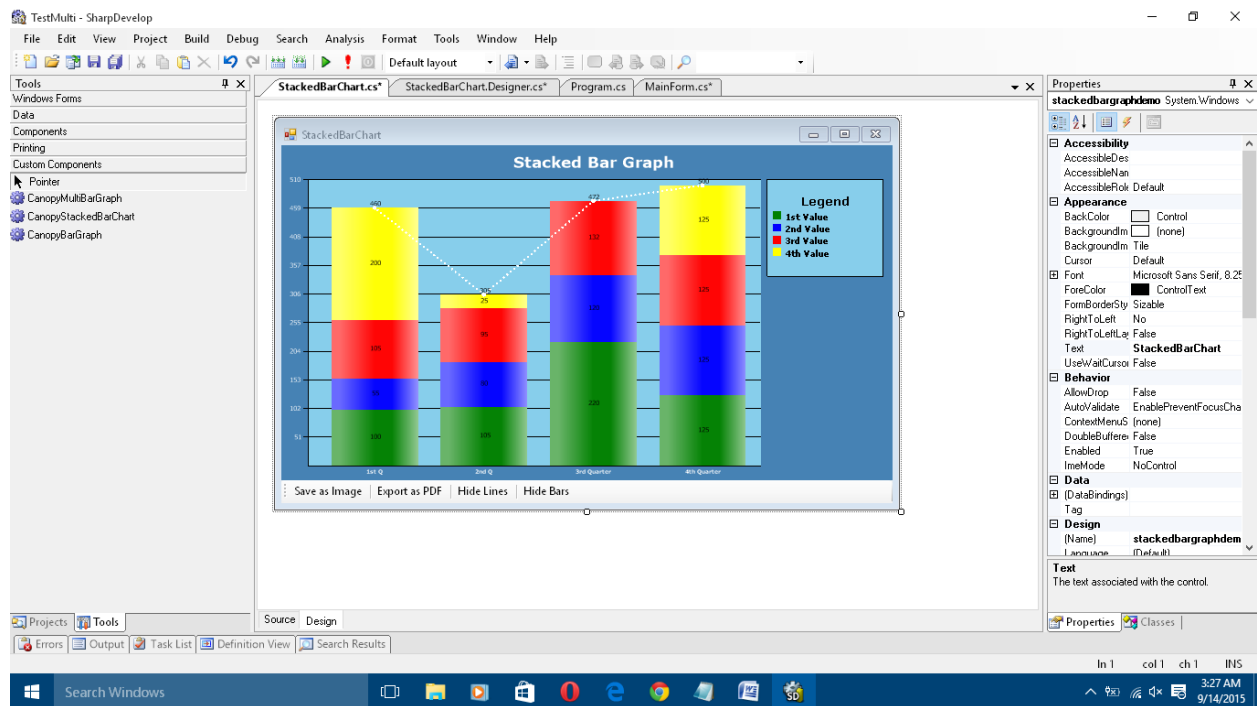 TestMulti - SharpDevelop
File Edit View Project Build Debug Search Analysis Format Tools Window Help
Default layout
Tools
Windows Forms
Data
Components
Printing
Custom Components
Pointer
CanopyMultiBarGraph
CanopyStackedBarChart
CanopyBarGraph
Projects Tools
StackedBarChart.cs* StackedBarChart.Designer.cs* Program.cs MainForm.cs*
StackedBarChart
Stacked Bar Graph
510
459
408
357
306
255
204
153
102
51
460
200
105
100
305
25
95
105
472
132
220
500
125
125
125
125
1st Q 2nd Q 3rd Quarter 4th Quarter
Legend
1st Value
2nd Value
3rd Value
4th Value
Save as Image Export as PDF Hide Lines Hide Bars
Source Design
Properties
stackedbargraphdemo System.Windows
Accessibility
AccessibleDes
AccessibleNan
AccessibleRole Default
Appearance
BackColor Control
BackgroundIm (none)
BackgroundIm Tile
Cursor Default
Font Microsoft Sans Serif, 8.25
ForeColor ControlText
FormBorderSty Sizable
RightToLeft No
RightToLeftLay False
Text StackedBarChart
UseWaitCursor False
Behavior
AllowDrop False
AutoValidate EnablePreventFocusCha
ContextMenuS (none)
DoubleBuffered False
Enabled True
ImeMode NoControl
Data
(DataBindings)
Tag
Design
(Name) stackedbargraphdem
Language (Default)
Text
The text associated with the control.
Properties Classes
Errors Output Task List Definition View Search Results
ln 1 col 1 ch 1 INS
Search Windows
3:27 AM
9/14/2015